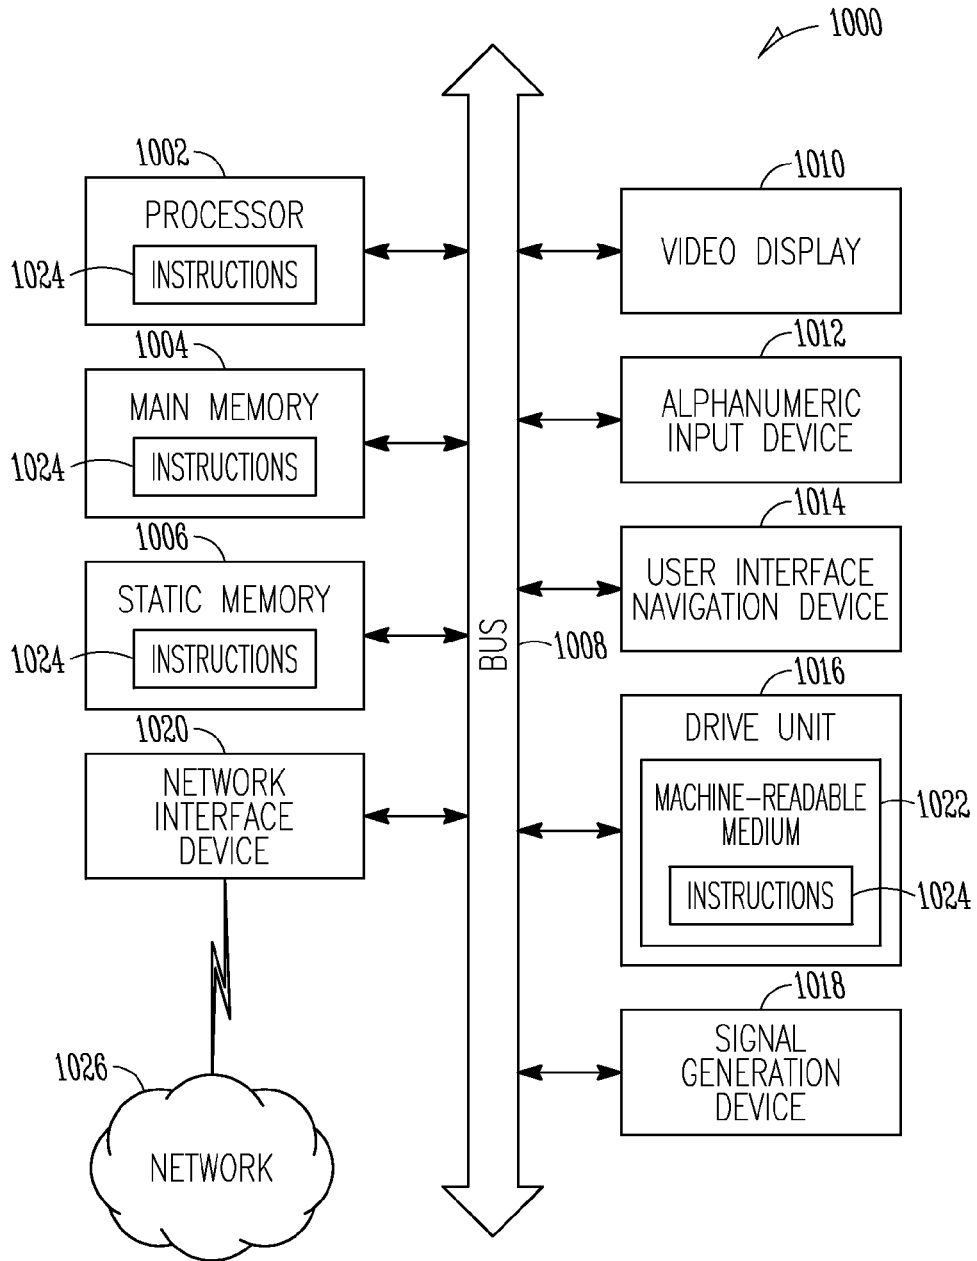 1000
1002
PROCESSOR
1024
INSTRUCTIONS
1004
MAIN MEMORY
1024
INSTRUCTIONS
1006
STATIC MEMORY
1024
INSTRUCTIONS
1020
NETWORK
INTERFACE
DEVICE
1026
NETWORK
BUS
1008
1010
VIDEO DISPLAY
1012
ALPHANUMERIC
INPUT DEVICE
1014
USER INTERFACE
NAVIGATION DEVICE
1016
DRIVE UNIT
MACHINE-READABLE
MEDIUM
1022
INSTRUCTIONS
1024
1018
SIGNAL
GENERATION
DEVICE